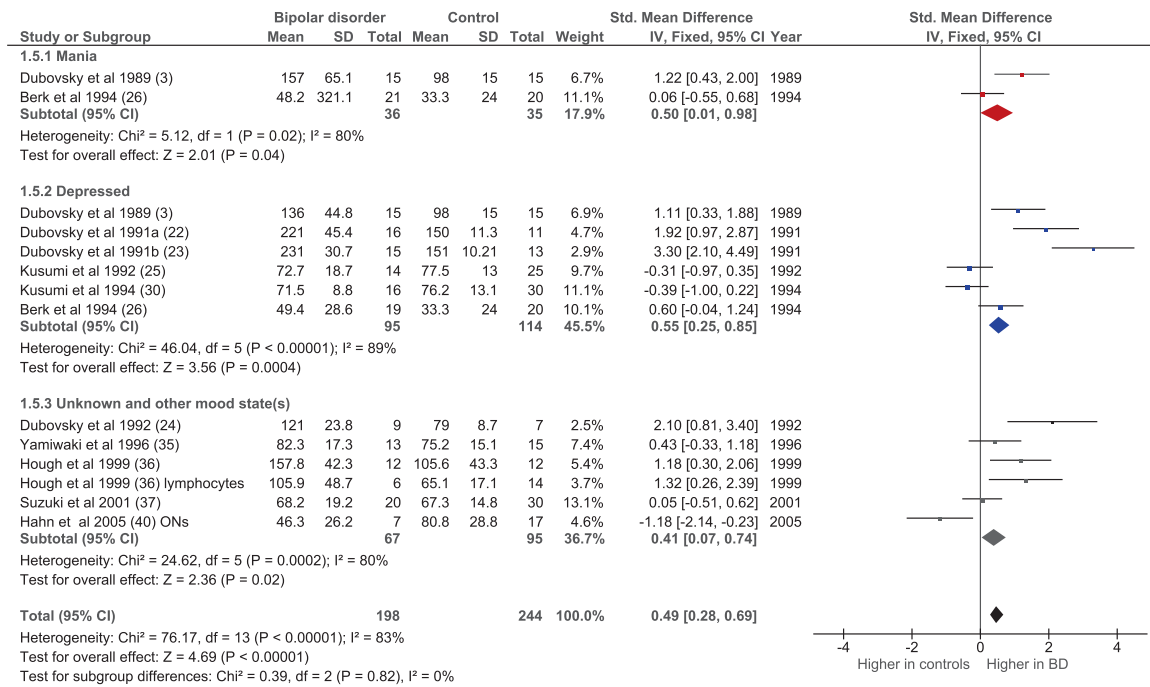 Bipolar disorder Control Std. Mean Difference Std. Mean Difference
Study or Subgroup Mean SD Total Mean SD Total Weight IV, Fixed, 95% CI Year IV, Fixed, 95% CI
1.5.1 Mania
Dubovsky et al 1989 (3) 157 65.1 15 98 15 15 6.7% 1.22 [0.43, 2.00] 1989
Berk et al 1994 (26) 48.2 321.1 21 33.3 24 20 11.1% 0.06 [-0.55, 0.68] 1994
Subtotal (95% CI) 36 35 17.9% 0.50 [0.01, 0.98]
Heterogeneity: Chi² = 5.12, df = 1 (P = 0.02); I² = 80%
Test for overall effect: Z = 2.01 (P = 0.04)
1.5.2 Depressed
Dubovsky et al 1989 (3) 136 44.8 15 98 15 15 6.9% 1.11 [0.33, 1.88] 1989
Dubovsky et al 1991a (22) 221 45.4 16 150 11.3 11 4.7% 1.92 [0.97, 2.87] 1991
Dubovsky et al 1991b (23) 231 30.7 15 151 10.21 13 2.9% 3.30 [2.10, 4.49] 1991
Kusumi et al 1992 (25) 72.7 18.7 14 77.5 13 25 9.7% -0.31 [-0.97, 0.35] 1992
Kusumi et al 1994 (30) 71.5 8.8 16 76.2 13.1 30 11.1% -0.39 [-1.00, 0.22] 1994
Berk et al 1994 (26) 49.4 28.6 19 33.3 24 20 10.1% 0.60 [-0.04, 1.24] 1994
Subtotal (95% CI) 95 114 45.5% 0.55 [0.25, 0.85]
Heterogeneity: Chi² = 46.04, df = 5 (P < 0.00001); I² = 89%
Test for overall effect: Z = 3.56 (P = 0.0004)
1.5.3 Unknown and other mood state(s)
Dubovsky et al 1992 (24) 121 23.8 9 79 8.7 7 2.5% 2.10 [0.81, 3.40] 1992
Yamiwaki et al 1996 (35) 82.3 17.3 13 75.2 15.1 15 7.4% 0.43 [-0.33, 1.18] 1996
Hough et al 1999 (36) 157.8 42.3 12 105.6 43.3 12 5.4% 1.18 [0.30, 2.06] 1999
Hough et al 1999 (36) lymphocytes 105.9 48.7 6 65.1 17.1 14 3.7% 1.32 [0.26, 2.39] 1999
Suzuki et al 2001 (37) 68.2 19.2 20 67.3 14.8 30 13.1% 0.05 [-0.51, 0.62] 2001
Hahn et al 2005 (40) ONs 46.3 26.2 7 80.8 28.8 17 4.6% -1.18 [-2.14, -0.23] 2005
Subtotal (95% CI) 67 95 36.7% 0.41 [0.07, 0.74]
Heterogeneity: Chi² = 24.62, df = 5 (P = 0.0002); I² = 80%
Test for overall effect: Z = 2.36 (P = 0.02)
Total (95% CI) 198 244 100.0% 0.49 [0.28, 0.69]
Heterogeneity: Chi² = 76.17, df = 13 (P < 0.00001); I² = 83%
Test for overall effect: Z = 4.69 (P < 0.00001)
Test for subgroup differences: Chi² = 0.39, df = 2 (P = 0.82), I² = 0%
-4 -2 0 2 4
Higher in controls Higher in BD